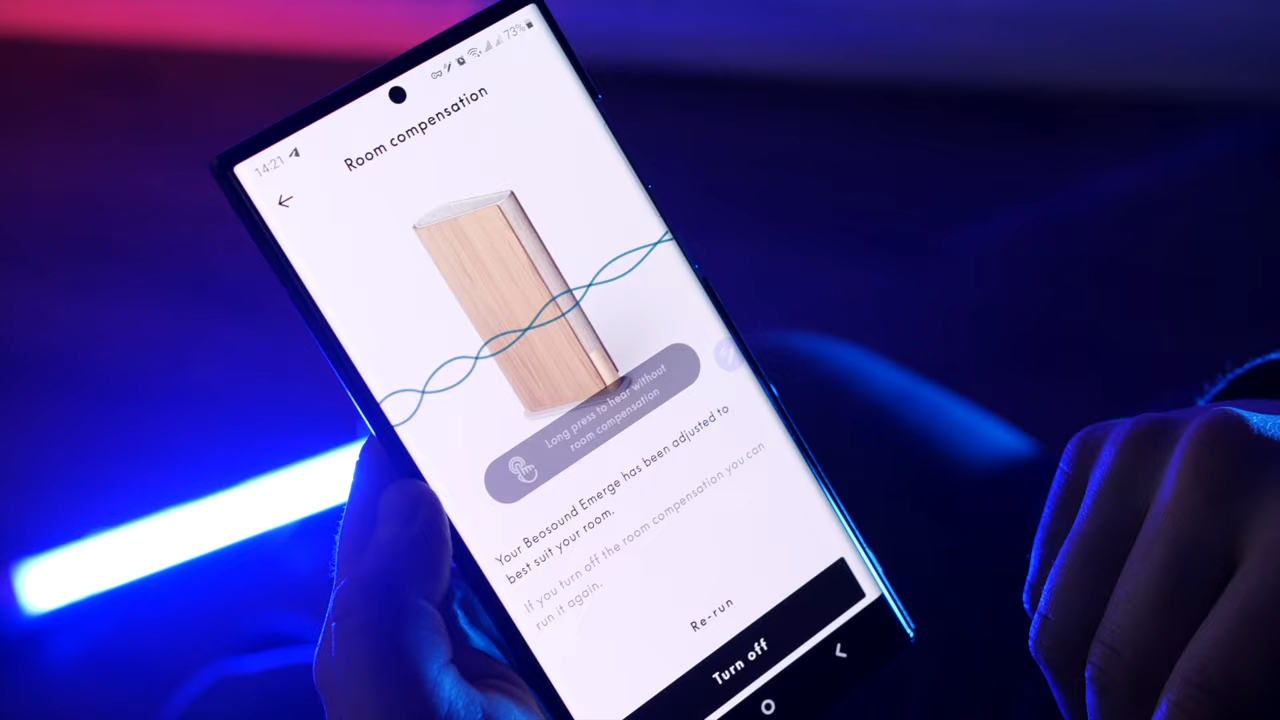 14:21
73%
Room compensation
Long press to hear without
room compensation
Your Beosound Emerge has been adjusted to
best suit your room.
If you turn off the room compensation you can
run it again.
Re-run
Turn off